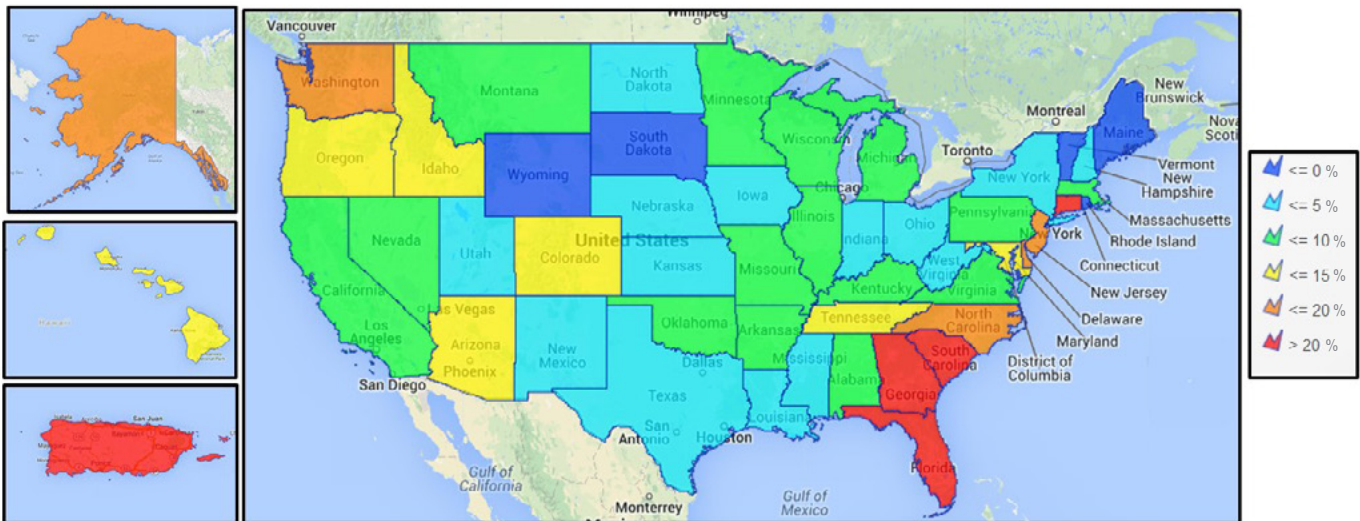 Winnipeg
Vancouver
Washington
Montana
North
Dakota
Minnesota
Montreal
New
Brunswick
Nova
Scoti
Oregon
Idaho
Wyoming
South
Dakota
Wisconsin
Michigan
Toronto
Maine
Vermont
New
Hampshire
New York
Massachusetts
Rhode Island
Connecticut
New Jersey
Delaware
Maryland
District of
Columbia
Nevada
Utah
Colorado
United States
Nebraska
Iowa
Chicago
Illinois
Indiana
Ohio
Pennsylvania
New York
West
Virginia
Virginia
Kansas
Missouri
Kentucky
California
Las Vegas
Los
Angeles
San Diego
Arizona
Phoenix
New
Mexico
Oklahoma
Arkansas
Tennessee
North
Carolina
South
Carolina
Mississippi
Alabama
Georgia
Dallas
Texas
San
Antonio
Houston
Louisiana
Florida
Gulf of
California
Monterrey
Gulf of
Mexico
San Juan
<= 0 %
<= 5 %
<= 10 %
<= 15 %
<= 20 %
> 20 %